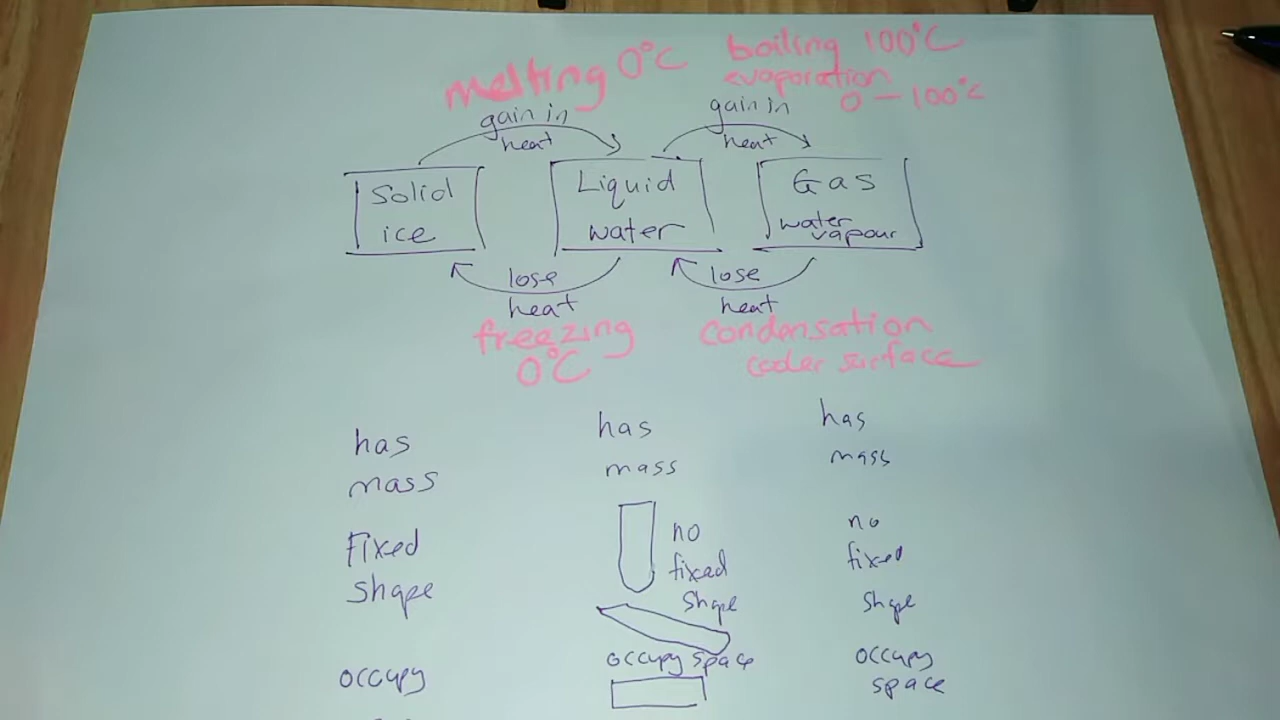 melting 0°C
boiling 100°C
evaporation
0 – 100°C
gain in
heat
gain in
heat
Solid
ice
Liquid
water
Gas
water
vapour
lose
heat
lose
heat
freezing
0°C
condensation
cooler surface
has
mass
Fixed
shape
occupy
has
mass
no
fixed
shape
occupy space
has
mass
no
fixed
shape
occupy
space